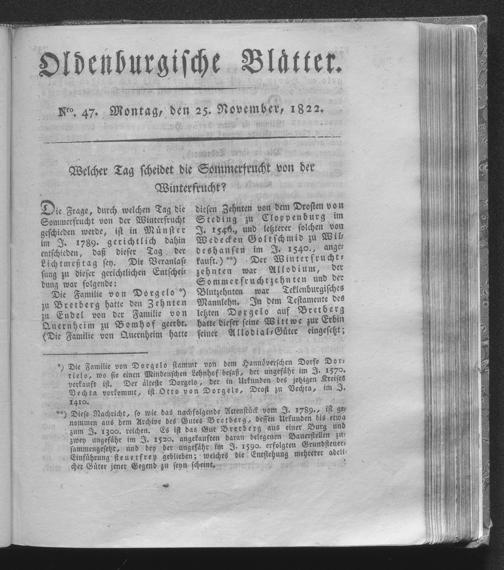 Oldenburgische Blätter.
Nro. 47. Montag, den 25. November, 1822.
Welcher Tag scheidet die Sommerfrucht von der
Winterfrucht?
Die Frage, durch welchen Tag die
Sommerfrucht von der Winterfrucht
geschieden werde, ist in Münster
im J. 1789. gerichtlich dahin
entschieden, daß dieser Tag der
Lichtmeßtag sey. Die Veranlas-
sung zu dieser gerichtlichen Entschei-
dung war folgende:
Die Familie von Dorgelo *)
zu Bretberg hatte den Zehnten
zu Endel von der Familie von
Quernheim zu Bomhof geerbt.
(Die Familie von Quernheim hatte
diesen Zehnten von dem Drosten von
Steding zu Cloppenburg im
J. 1546., und letzterer solchen von
Wedecken Goltschmid zu Wil-
deshausen im J. 1540. ange-
kauft.) **) Der Winterfrucht-
zehnten war Allodium, der
Sommerfruchtzehnten und der
Blutzehnten war Teklenburgisches
Mannlehn. In dem Testamente des
letzten Dorgelo auf Bretberg
hatte dieser seine Wittwe zur Erbin
seiner Allodial-Güter eingesetzt;
*) Die Familie von Dorgelo stammt von dem Hannöverschen Dorfe Dor-
rielo, wo sie einen Mindenschen Lehnhof besaß, der ungefähr im J. 1570.
verkauft ist. Der älteste Dorgelo, der in Urkunden des jetzigen Kreises
Vechta vorkommt, ist Otto von Dorgelo, Drost zu Vechta, im J.
1410.
**) Diese Nachricht, so wie das nachfolgende Actenstück vom J. 1789., ist ge-
nommen aus dem Archive des Gutes Bretberg, dessen Urkunden bis etwa
zum J. 1300. reichen. Es ist das Gut Bretberg aus einer Burg und
zwey ungefähr im J. 1520. angekauften daran belegenen Bauerstellen zu-
sammengesetzt, und bey der ungefähr im J. 1590. erfolgten Grundsteuer-
Einführung steuerfrey geblieben; welches die Entstehung mehrerer adeli-
cher Güter jener Gegend zu seyn scheint.